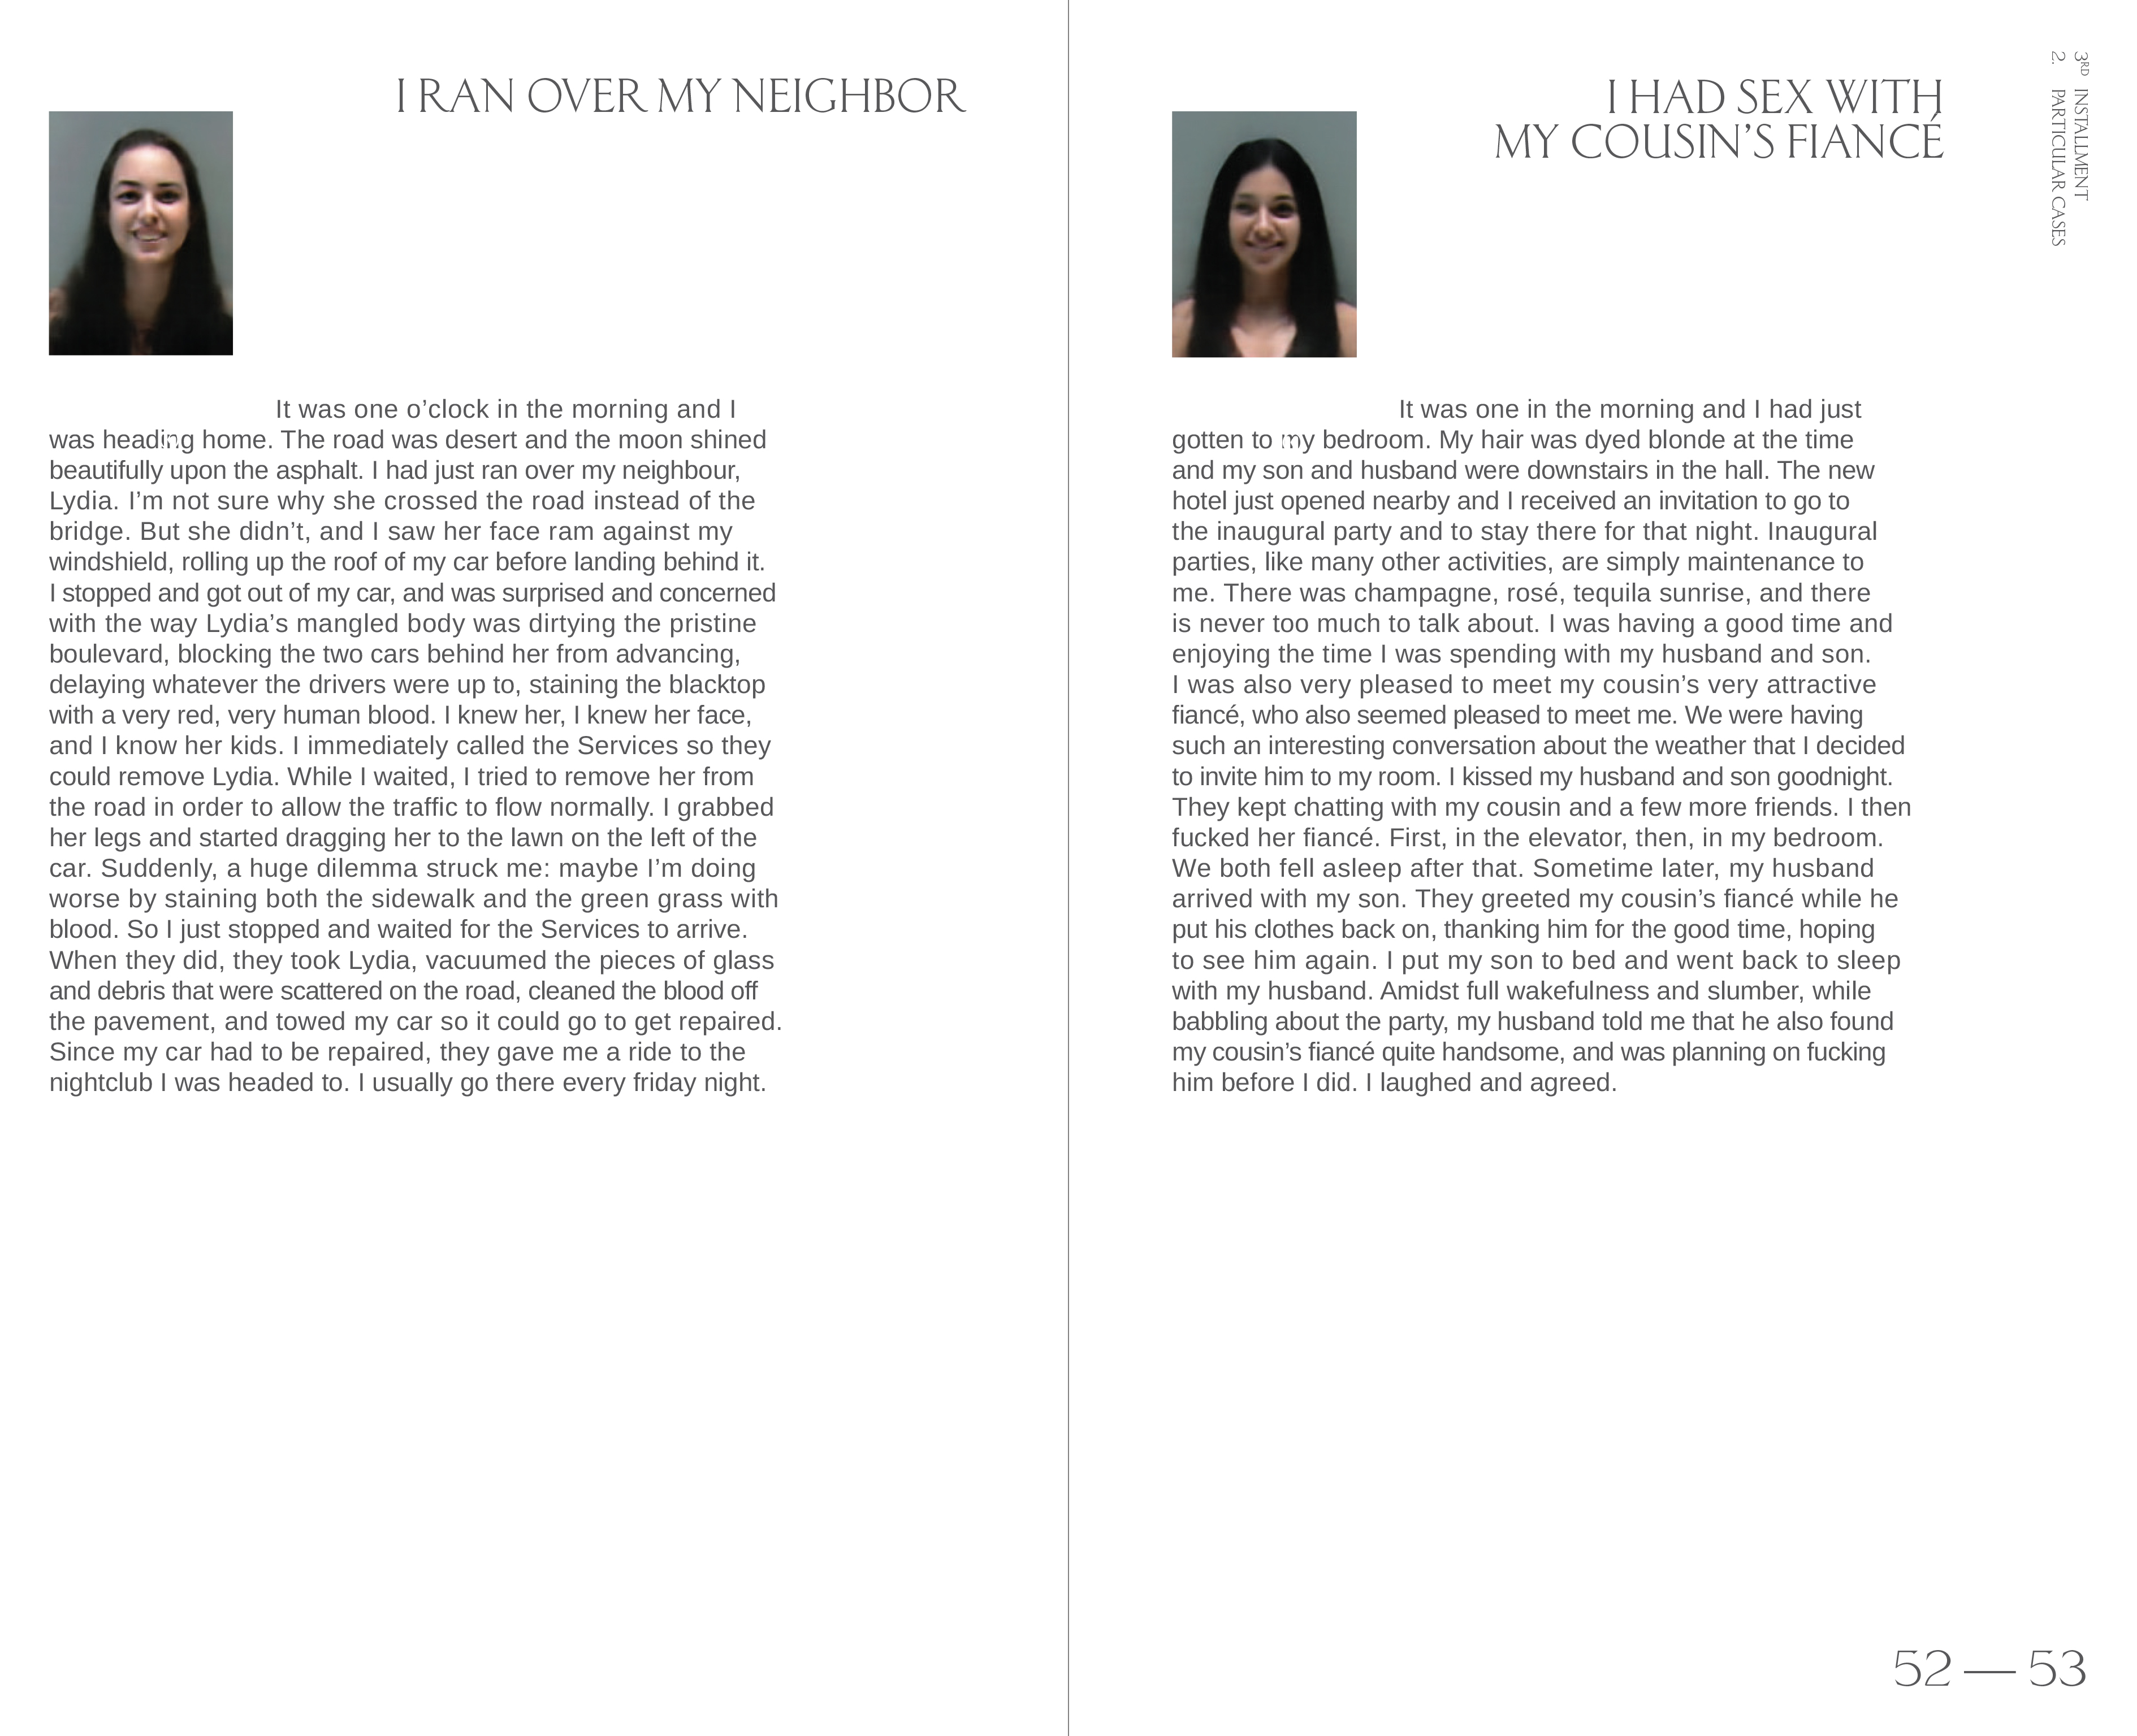 I RAN OVER MY NEIGHBOR
It was one o’clock in the morning and I
was heading home. The road was desert and the moon shined
beautifully upon the asphalt. I had just ran over my neighbour,
Lydia. I’m not sure why she crossed the road instead of the
bridge. But she didn’t, and I saw her face ram against my
windshield, rolling up the roof of my car before landing behind it.
I stopped and got out of my car, and was surprised and concerned
with the way Lydia’s mangled body was dirtying the pristine
boulevard, blocking the two cars behind her from advancing,
delaying whatever the drivers were up to, staining the blacktop
with a very red, very human blood. I knew her, I knew her face,
and I know her kids. I immediately called the Services so they
could remove Lydia. While I waited, I tried to remove her from
the road in order to allow the traffic to flow normally. I grabbed
her legs and started dragging her to the lawn on the left of the
car. Suddenly, a huge dilemma struck me: maybe I’m doing
worse by staining both the sidewalk and the green grass with
blood. So I just stopped and waited for the Services to arrive.
When they did, they took Lydia, vacuumed the pieces of glass
and debris that were scattered on the road, cleaned the blood off
the pavement, and towed my car so it could go to get repaired.
Since my car had to be repaired, they gave me a ride to the
nightclub I was headed to. I usually go there every friday night.
I HAD SEX WITH
MY COUSIN’S FIANCÉ
It was one in the morning and I had just
gotten to my bedroom. My hair was dyed blonde at the time
and my son and husband were downstairs in the hall. The new
hotel just opened nearby and I received an invitation to go to
the inaugural party and to stay there for that night. Inaugural
parties, like many other activities, are simply maintenance to
me. There was champagne, rosé, tequila sunrise, and there
is never too much to talk about. I was having a good time and
enjoying the time I was spending with my husband and son.
I was also very pleased to meet my cousin’s very attractive
fiancé, who also seemed pleased to meet me. We were having
such an interesting conversation about the weather that I decided
to invite him to my room. I kissed my husband and son goodnight.
They kept chatting with my cousin and a few more friends. I then
fucked her fiancé. First, in the elevator, then, in my bedroom.
We both fell asleep after that. Sometime later, my husband
arrived with my son. They greeted my cousin’s fiancé while he
put his clothes back on, thanking him for the good time, hoping
to see him again. I put my son to bed and went back to sleep
with my husband. Amidst full wakefulness and slumber, while
babbling about the party, my husband told me that he also found
my cousin’s fiancé quite handsome, and was planning on fucking
him before I did. I laughed and agreed.
3RD INSTALLMENT
2. PARTICULAR CASES
52 — 53